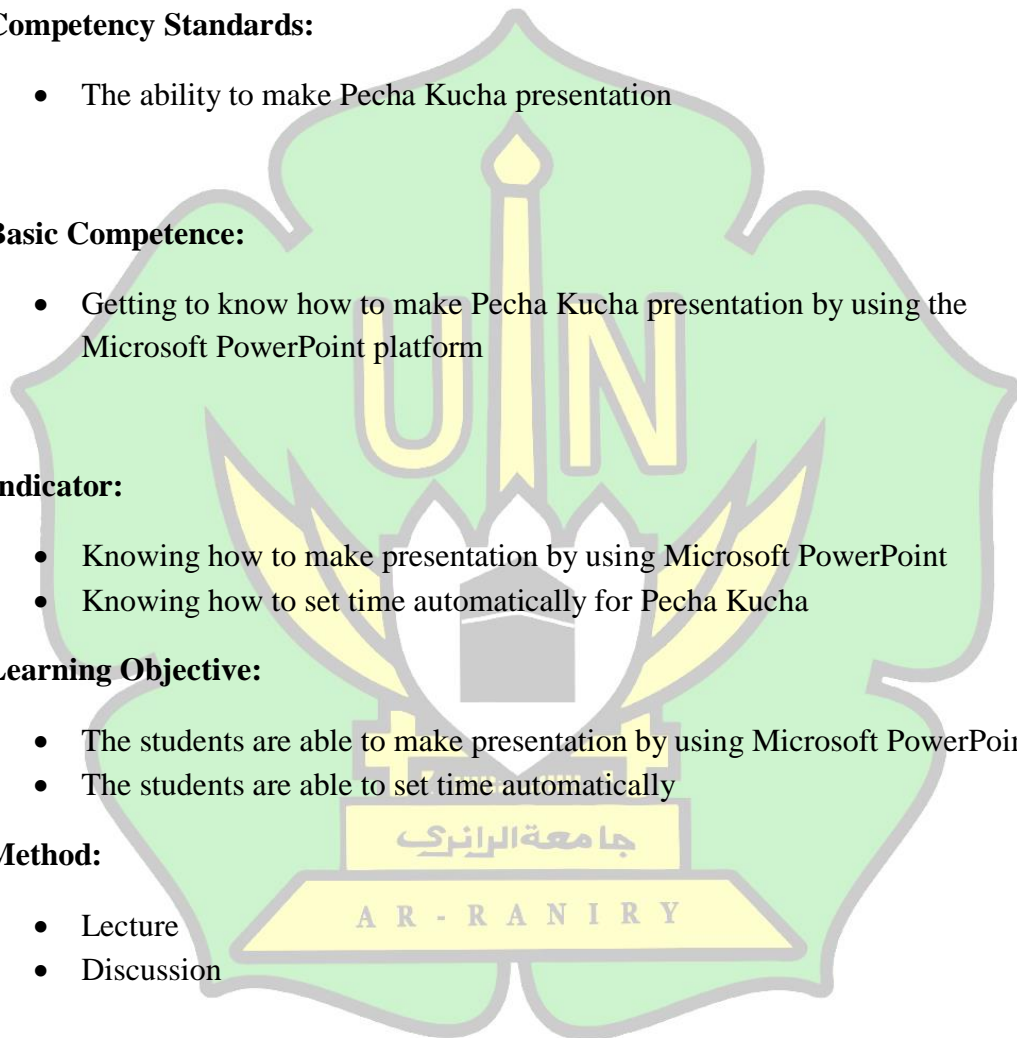 Competency Standards:
• The ability to make Pecha Kucha presentation
Basic Competence:
• Getting to know how to make Pecha Kucha presentation by using the
Microsoft PowerPoint platform
UIN
Indicator:
• Knowing how to make presentation by using Microsoft PowerPoint
• Knowing how to set time automatically for Pecha Kucha
Learning Objective:
• The students are able to make presentation by using Microsoft PowerPoin
• The students are able to set time automatically
جامعة الرانري
Method:
AR-RANIRY
• Lecture
• Discussion